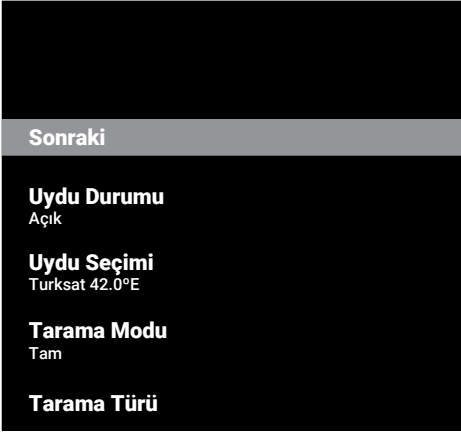 Sonraki
Uydu Durumu
Açık
Uydu Seçimi
Turksat 42.0ºE
Tarama Modu
Tam
Tarama Türü